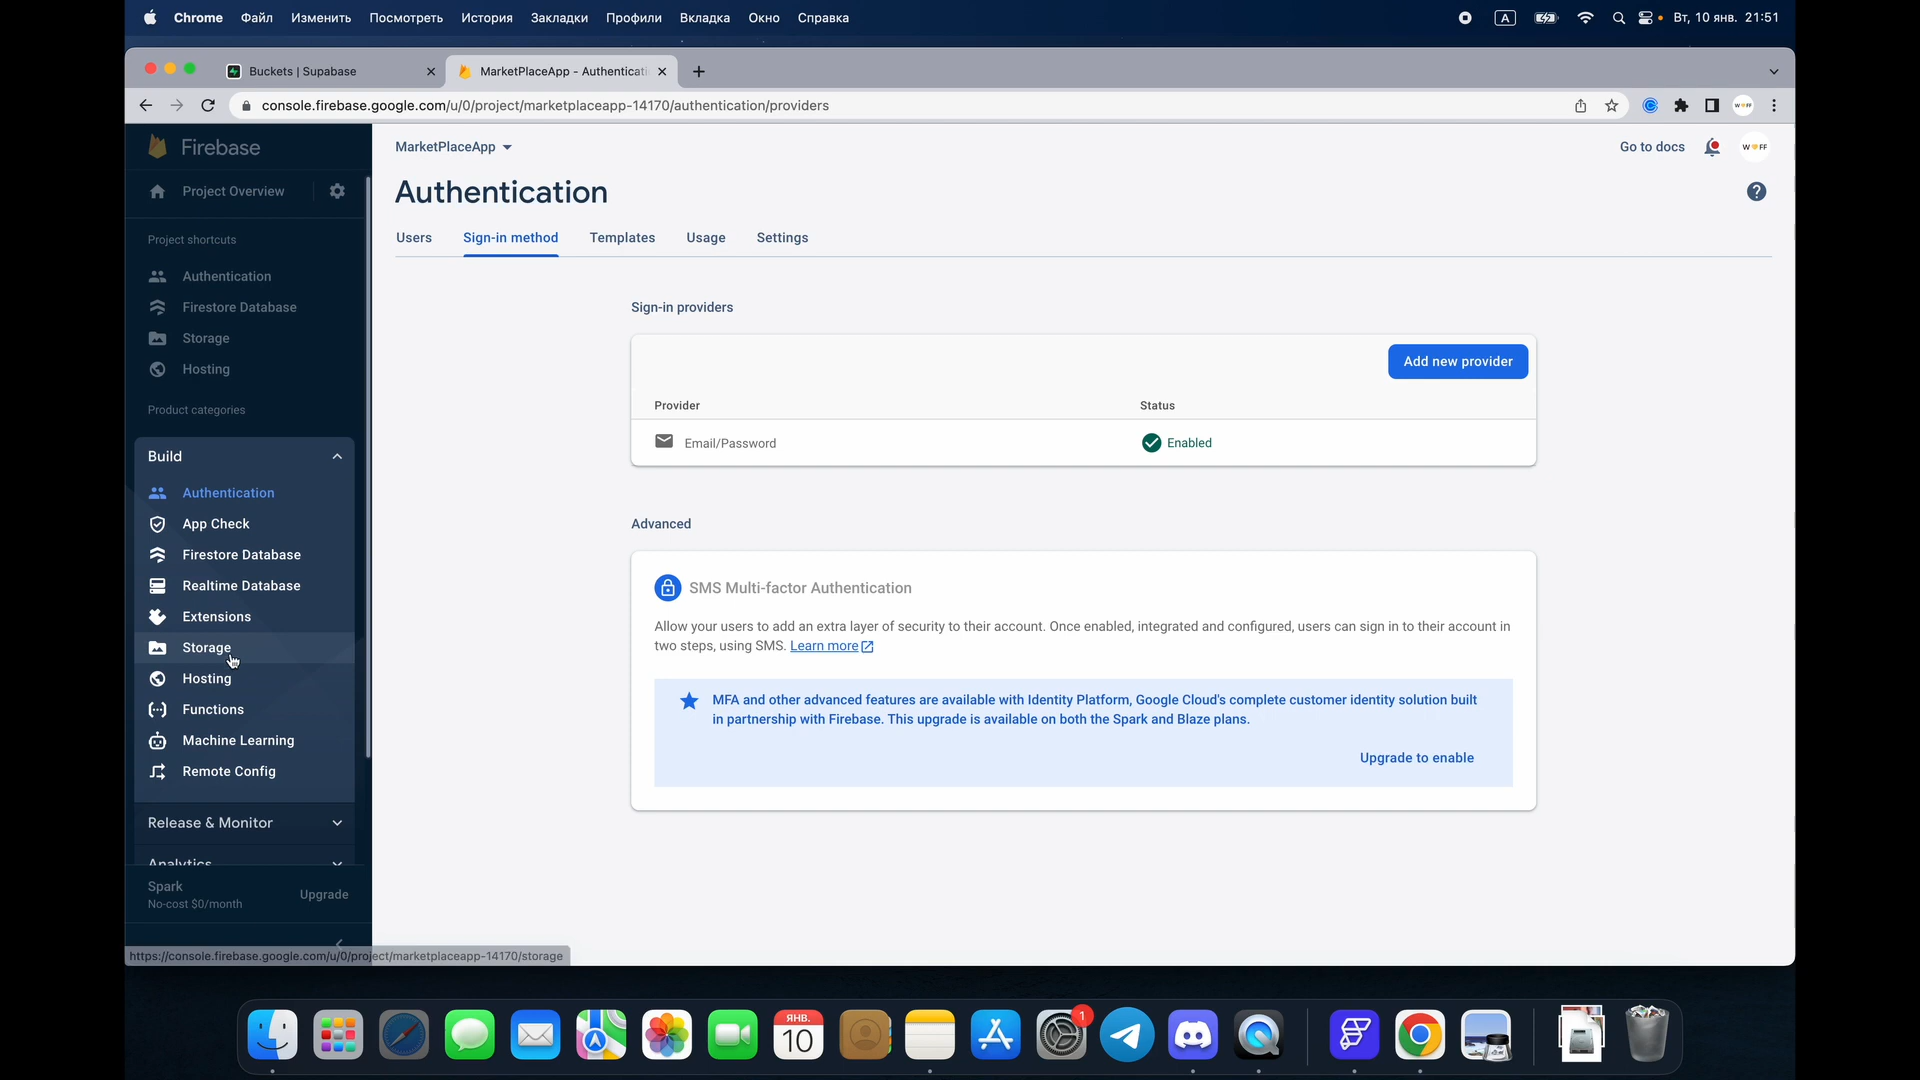 Chrome Файл Изменить Посмотреть История Закладки Профили Вкладка Окно Справка A Вт, 10 янв. 21:51
Buckets | Supabase MarketPlaceApp - Authenticati
console.firebase.google.com/u/0/project/marketplaceapp-14170/authentication/providers
Firebase
Project Overview
Project shortcuts
Authentication
Firestore Database
Storage
Hosting
Product categories
Build
Authentication
App Check
Firestore Database
Realtime Database
Extensions
Storage
Hosting
Functions
Machine Learning
Remote Config
Release & Monitor
Analytics
Spark
No-cost $0/month
Upgrade
https://console.firebase.google.com/u/0/project/marketplaceapp-14170/storage
MarketPlaceApp
Go to docs
Authentication
Users Sign-in method Templates Usage Settings
Sign-in providers
Add new provider
Provider Status
Email/Password Enabled
Advanced
SMS Multi-factor Authentication
Allow your users to add an extra layer of security to their account. Once enabled, integrated and configured, users can sign in to their account in
two steps, using SMS. Learn more
MFA and other advanced features are available with Identity Platform, Google Cloud's complete customer identity solution built
in partnership with Firebase. This upgrade is available on both the Spark and Blaze plans.
Upgrade to enable
ЯНВ.
10
1